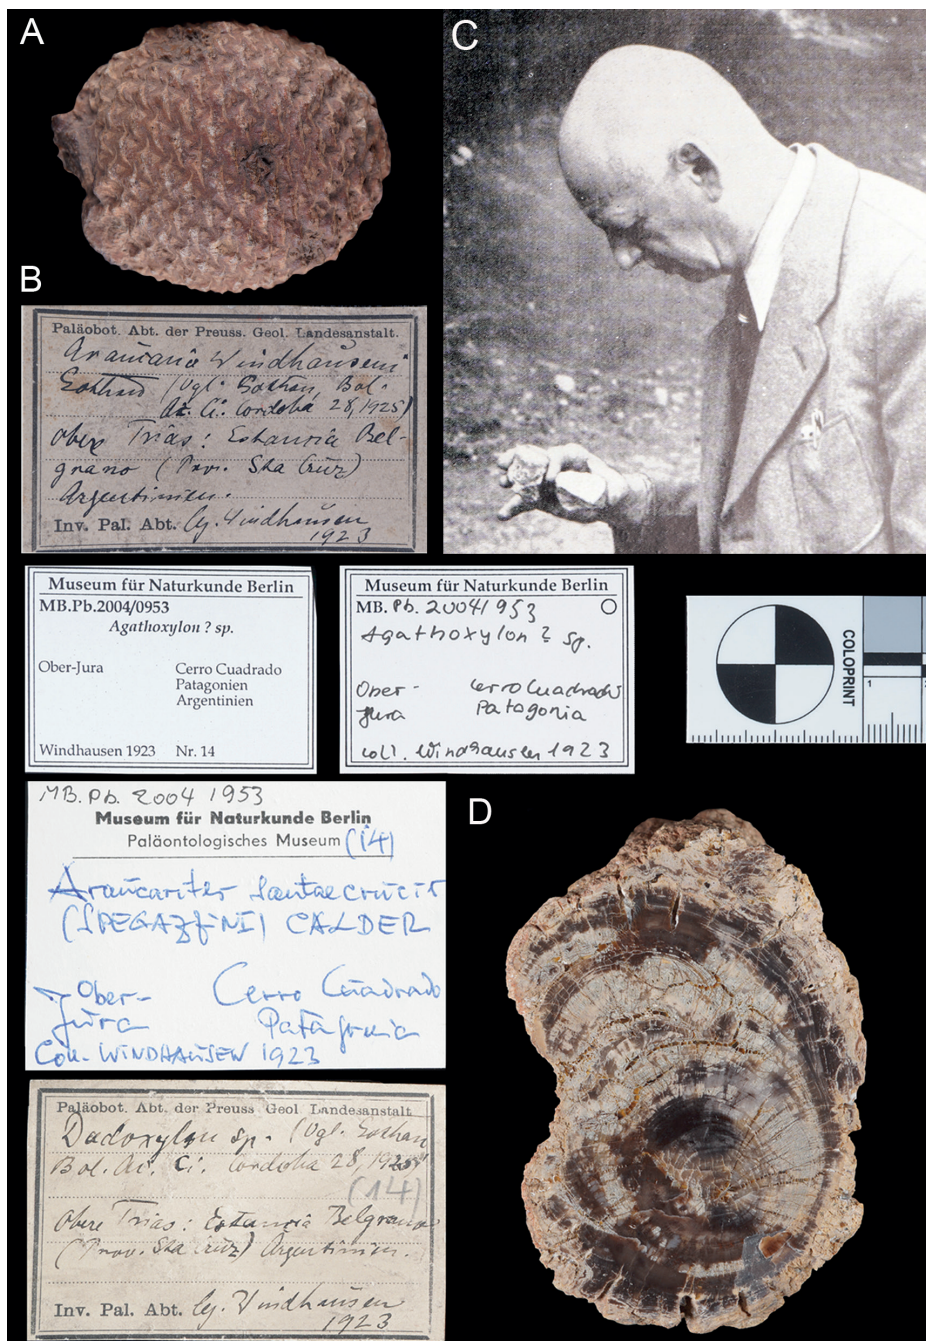 A
C
B
Paläobot. Abt. der Preuss. Geol. Landesanstalt.
Araucaria Windhauseni
Gothan (Vgl. Gothan, Bol.
Ac. Ci. Cordoba 28, 1925)
Obere Trias: Estancia Bel-
grano (Prov. Sta Cruz)
Argentinien.
Inv. Pal. Abt. leg. Windhausen
1923
Museum für Naturkunde Berlin
MB.Pb.2004/0953
Agathoxylon ? sp.
Ober-Jura Cerro Cuadrado
Patagonien
Argentinien
Windhausen 1923 Nr. 14
Museum für Naturkunde Berlin
MB. Pb. 2004/953
Agathoxylon ? sp.
Ober- Cerro Cuadrado
Jura Patagonia
coll. Windhausen 1923
COLOPRINT
1
MB. Pb. 2004 / 953
Museum für Naturkunde Berlin
Paläontologisches Museum (14)
Araucarites santaecrucis
(SPEGAZZINI) CALDER
Ober- Cerro Cuadrado
Jura Patagonia
Coll. WINDHAUSEN 1923
D
Paläobot. Abt. der Preuss. Geol Landesanstalt
Dadoxylon sp. (Vgl. Gothan
Bol. Ac. Ci. Cordoba 28, 1925)
(14)
Obere Trias: Estancia Belgrano
(Prov. Sta Cruz) Argentinien.
Inv. Pal. Abt. leg. Windhausen
1923